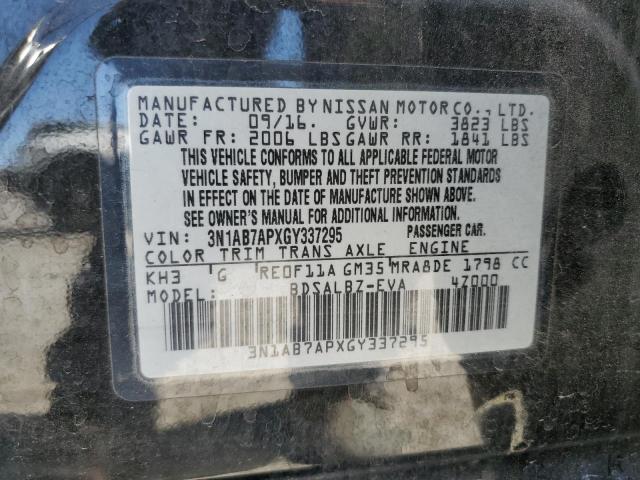 MANUFACTURED BY NISSAN MOTOR CO., LTD.
DATE: 09/16. GVWR: 3823 LBS
GAWR FR: 2006 LBS GAWR RR: 1841 LBS
THIS VEHICLE CONFORMS TO ALL APPLICABLE FEDERAL MOTOR
VEHICLE SAFETY, BUMPER AND THEFT PREVENTION STANDARDS
IN EFFECT ON THE DATE OF MANUFACTURE SHOWN ABOVE.
SEE OWNER'S MANUAL FOR ADDITIONAL INFORMATION.
VIN: 3N1AB7APXGY337295 PASSENGER CAR.
COLOR TRIM TRANS AXLE ENGINE
KH3 G RE0F11A GM35 MRA8DE 1798 CC
MODEL: BDSALBZ-EVA 4Z000
3N1AB7APXGY337295